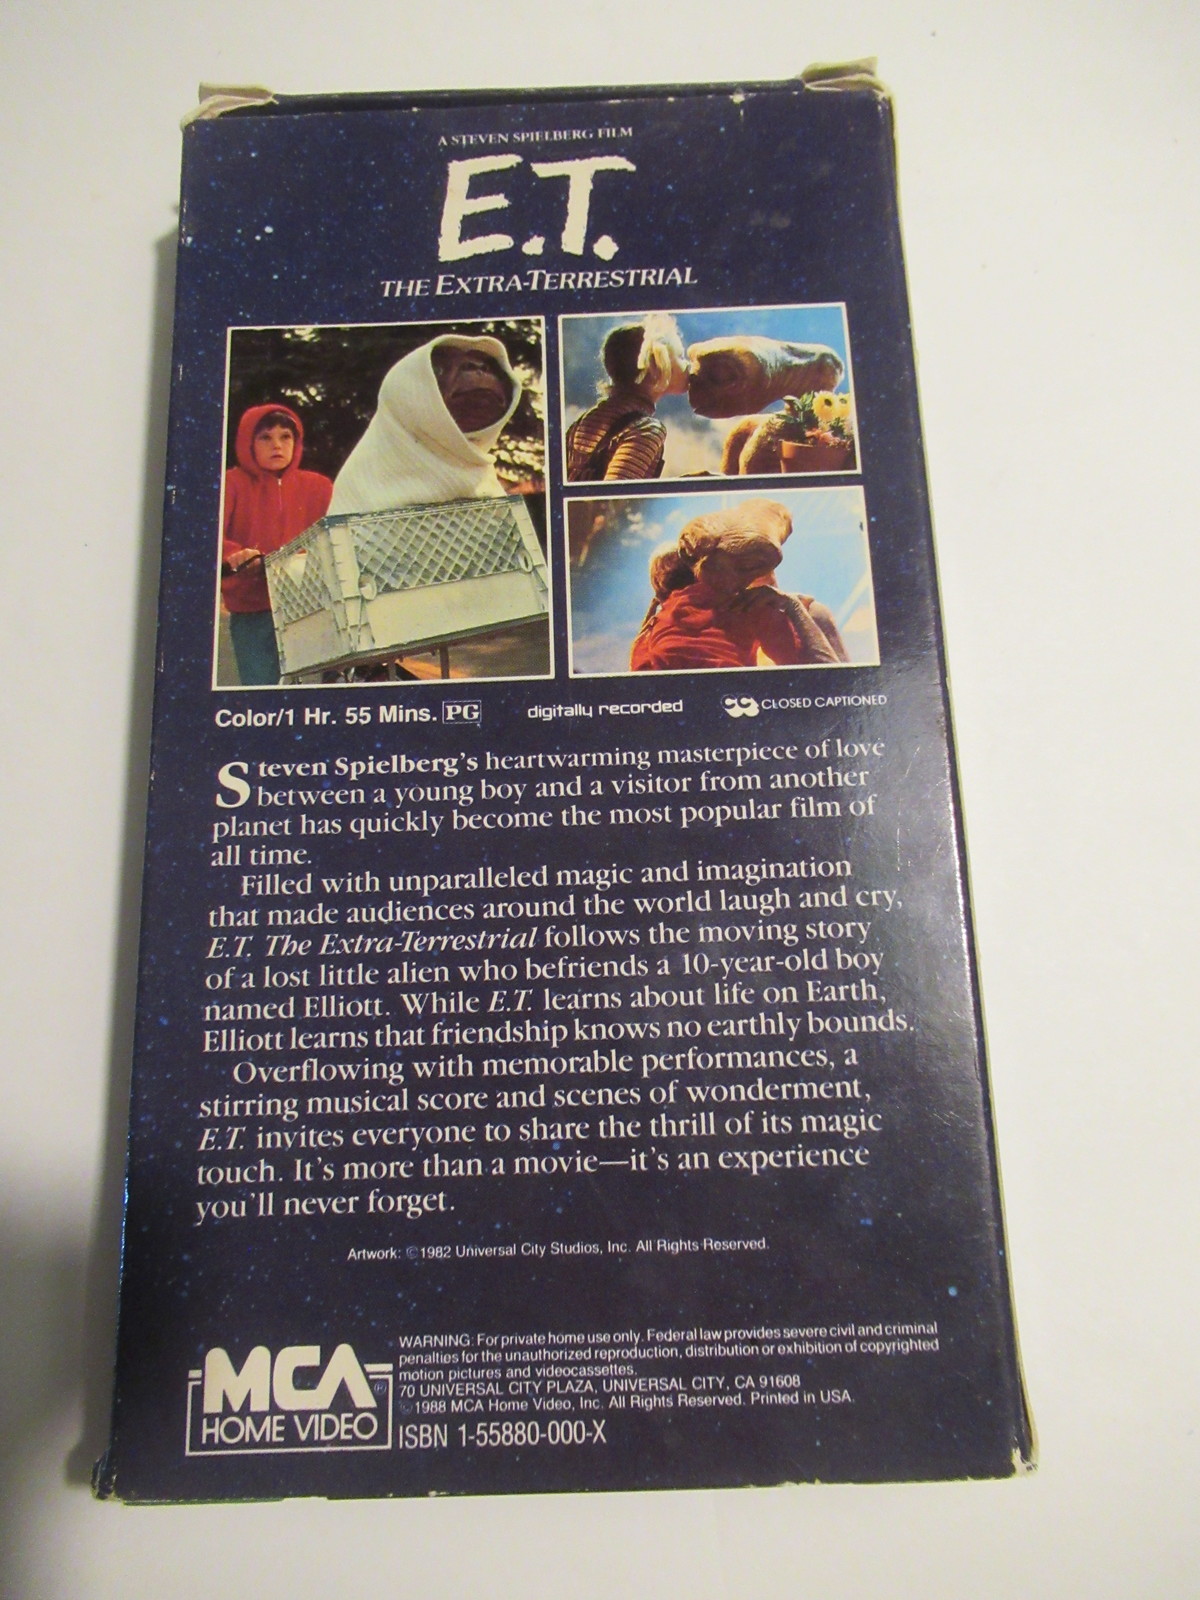 A STEVEN SPIELBERG FILM
E.T.
THE EXTRA-TERRESTRIAL
Color/1 Hr. 55 Mins. PG digitally recorded CC CLOSED CAPTIONED
Steven Spielberg's heartwarming masterpiece of love
between a young boy and a visitor from another
planet has quickly become the most popular film of
all time.
Filled with unparalleled magic and imagination
that made audiences around the world laugh and cry,
E.T. The Extra-Terrestrial follows the moving story
of a lost little alien who befriends a 10-year-old boy
named Elliott. While E.T. learns about life on Earth,
Elliott learns that friendship knows no earthly bounds.
Overflowing with memorable performances, a
stirring musical score and scenes of wonderment,
E.T. invites everyone to share the thrill of its magic
touch. It's more than a movie—it's an experience
you'll never forget.
Artwork: ©1982 Universal City Studios, Inc. All Rights Reserved.
MCA®
HOME VIDEO
WARNING: For private home use only. Federal law provides severe civil and criminal
penalties for the unauthorized reproduction, distribution or exhibition of copyrighted
motion pictures and videocassettes.
70 UNIVERSAL CITY PLAZA, UNIVERSAL CITY, CA 91608
©1988 MCA Home Video, Inc. All Rights Reserved. Printed in USA.
ISBN 1-55880-000-X